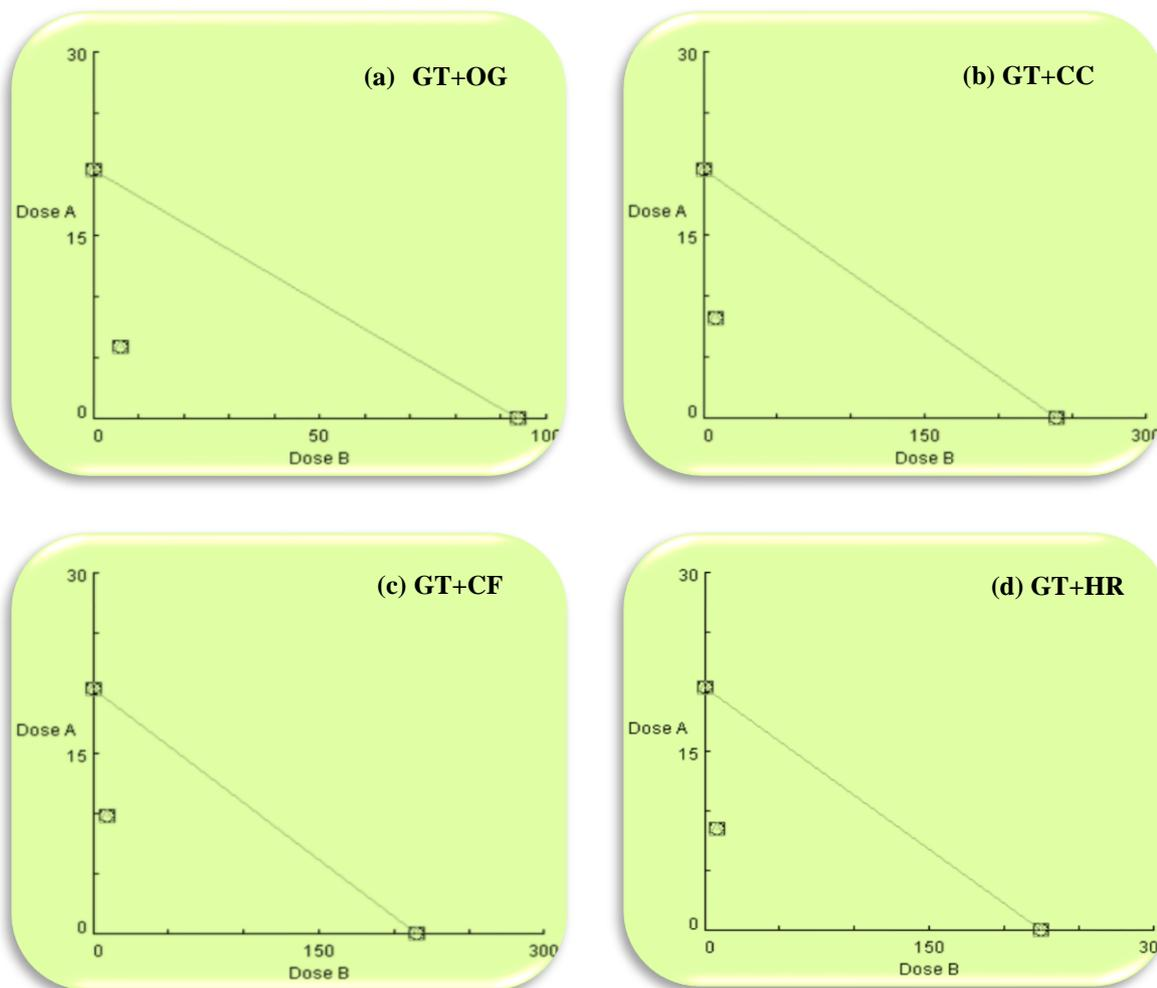 (a) GT+OG
30
Dose A
15
0
0 50 100
Dose B
(b) GT+CC
30
Dose A
15
0
0 150 300
Dose B
(c) GT+CF
30
Dose A
15
0
0 150 300
Dose B
(d) GT+HR
30
Dose A
15
0
0 150 30
Dose B